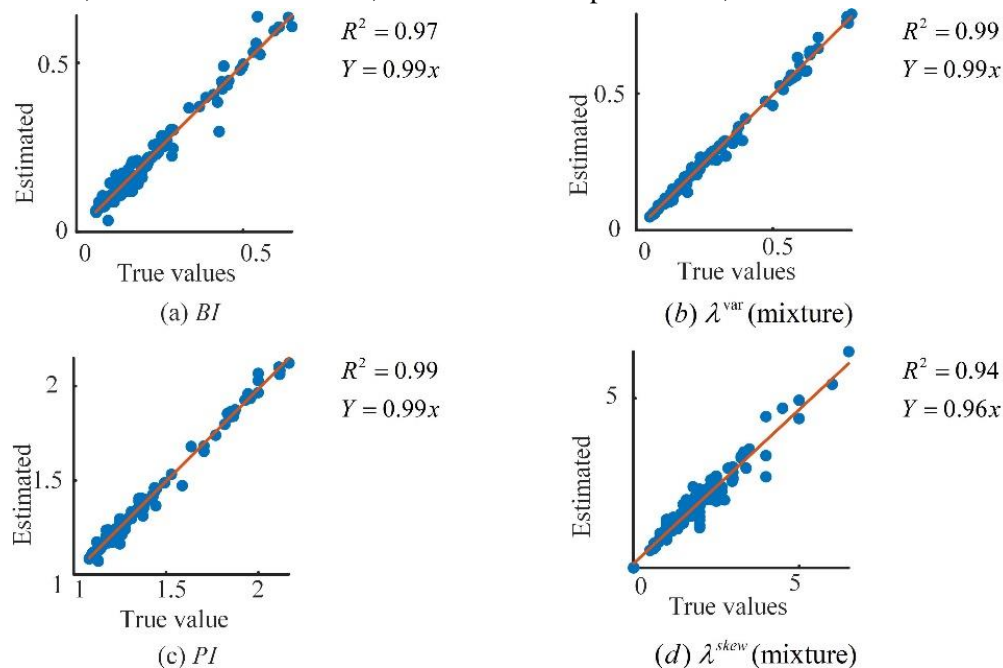 R² = 0.97
Y = 0.99x
0.5
Estimated
0
0 0.5
True values
(a) BI
R² = 0.99
Y = 0.99x
0.5
Estimated
0
0 0.5
True values
(b) λ^var (mixture)
R² = 0.99
Y = 0.99x
2
1.5
Estimated
1
1 1.5 2
True value
(c) PI
R² = 0.94
Y = 0.96x
5
Estimated
0 5
True values
(d) λ^skew (mixture)